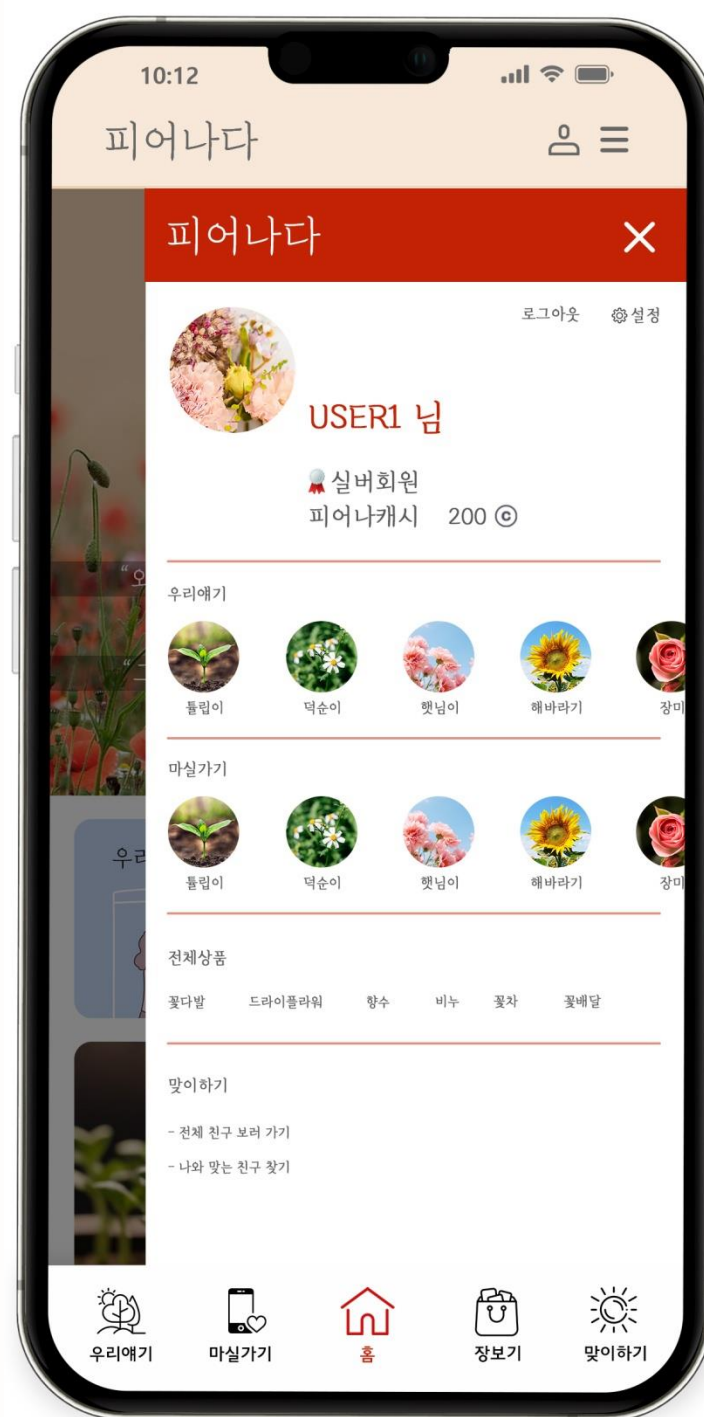 10:12
피어나다
피어나다
로그아웃 설정
USER1 님
실버회원
피어나캐시 200 ⓒ
“오
“그
우리
우리얘기
튤립이 덕순이 햇님이 해바라기 장미
마실가기
튤립이 덕순이 햇님이 해바라기 장미
전체상품
꽃다발 드라이플라워 향수 비누 꽃차 꽃배달
맞이하기
- 전체 친구 보러 가기
- 나와 맞는 친구 찾기
우리얘기 마실가기 홈 장보기 맞이하기